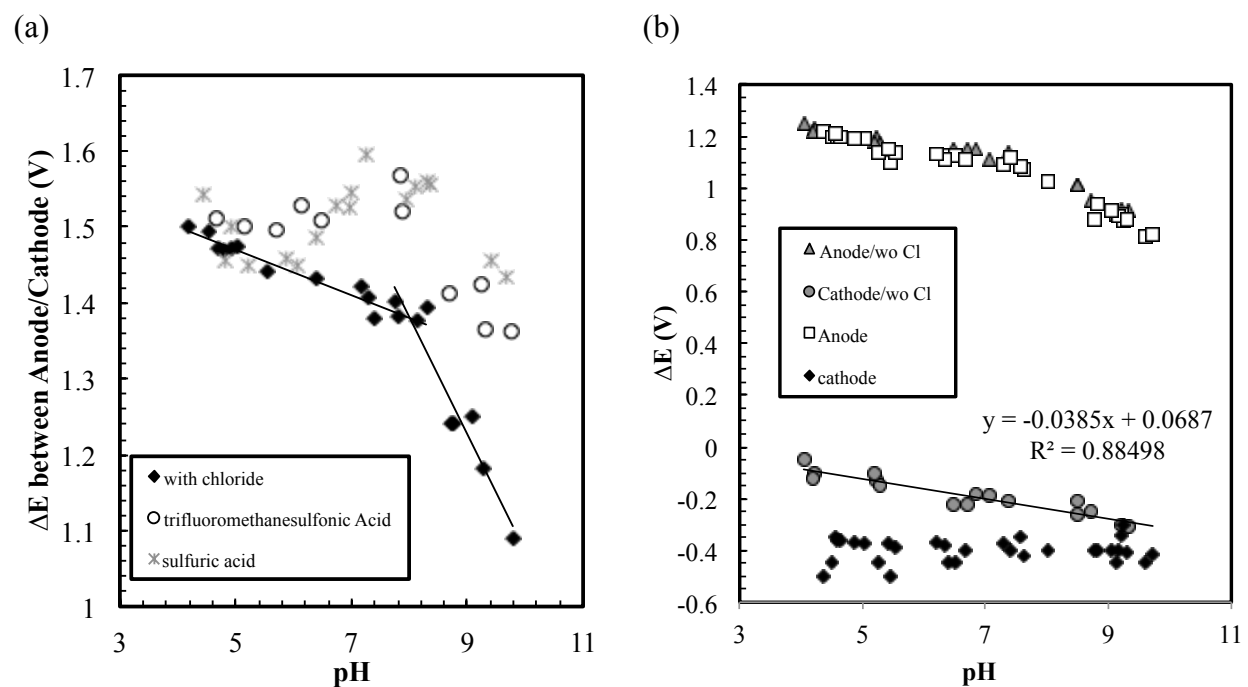 (a)
ΔE between Anode/Cathode (V)
1.7
1.6
1.5
1.4
1.3
1.2
1.1
1
with chloride
trifluoromethanesulfonic Acid
sulfuric acid
3 5 7 9 11
pH
(b)
ΔE (V)
1.4
1.2
1
0.8
0.6
0.4
0.2
0
-0.2
-0.4
-0.6
Anode/wo Cl
Cathode/wo Cl
Anode
cathode
y = -0.0385x + 0.0687
R² = 0.88498
3 5 7 9 11
pH